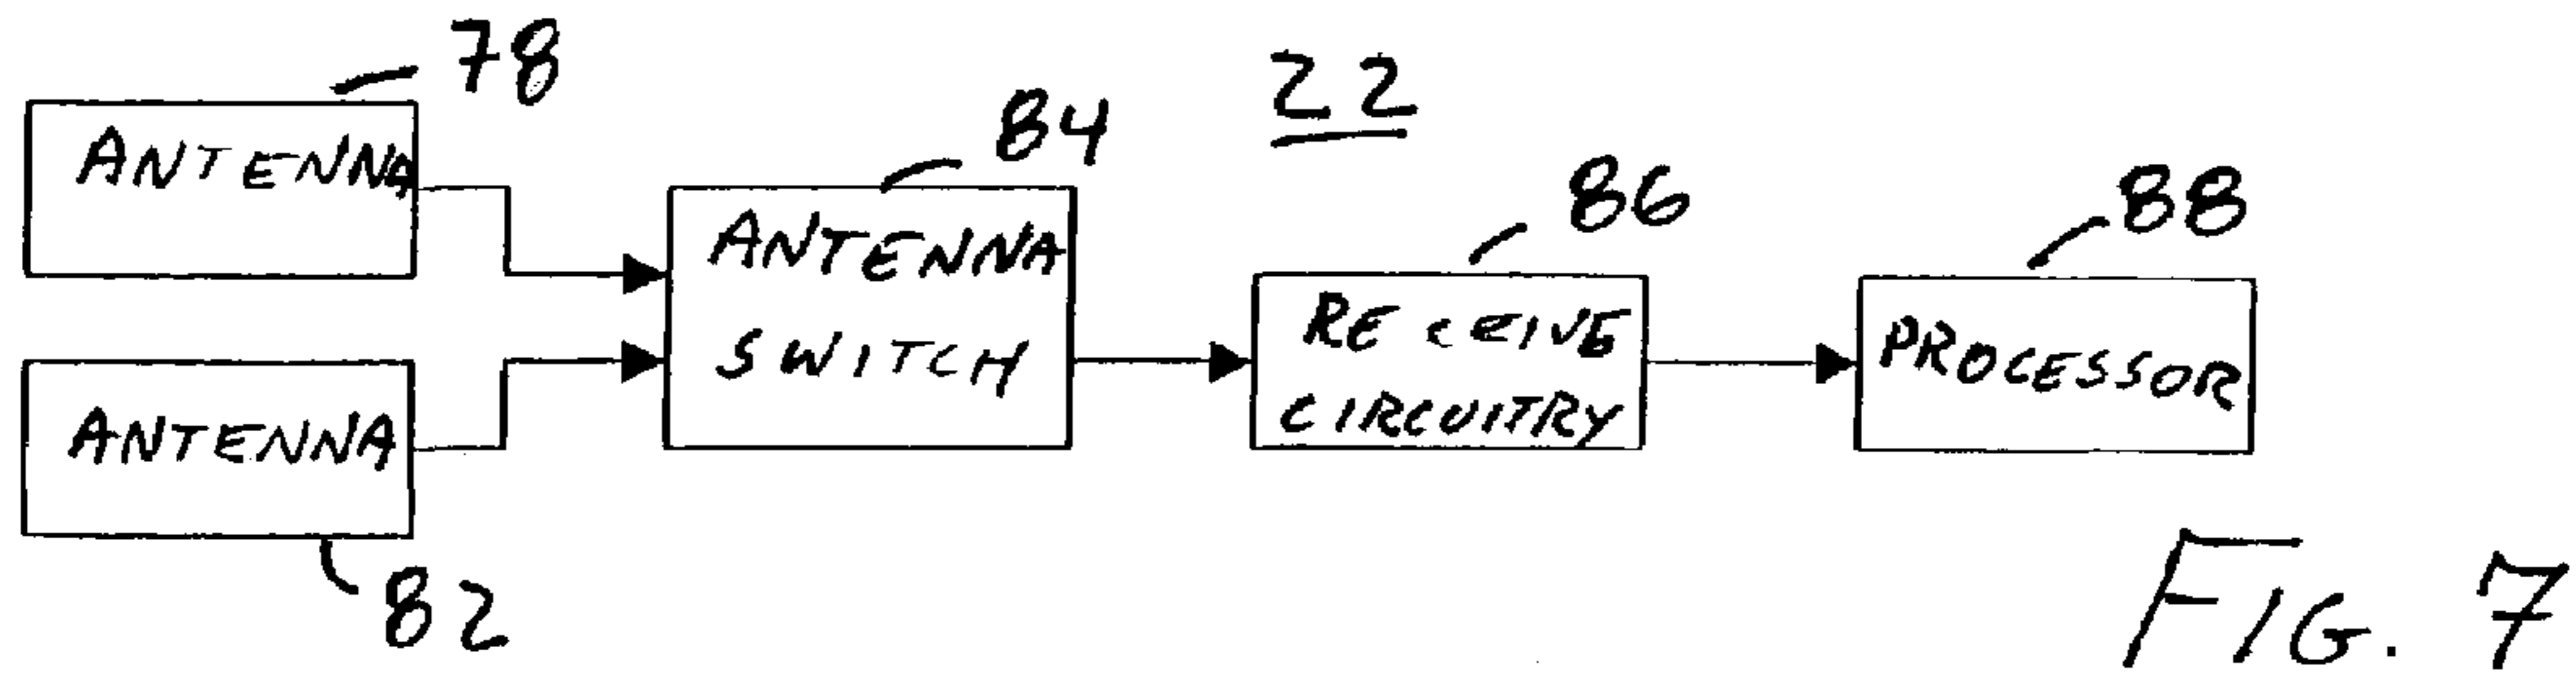 78
ANTENNA
84
ANTENNA
SWITCH
22
86
RECEIVE
CIRCUITRY
88
PROCESSOR
ANTENNA
82
FIG. 7